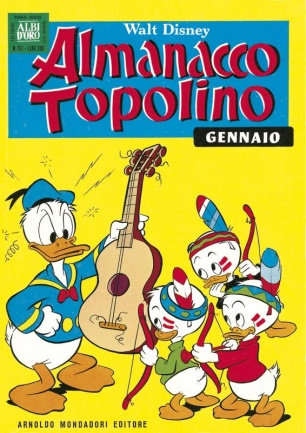 ALBI
D'ORO
Walt Disney
Almanacco
Topolino
GENNAIO
ARNOLDO MONDADORI EDITORE